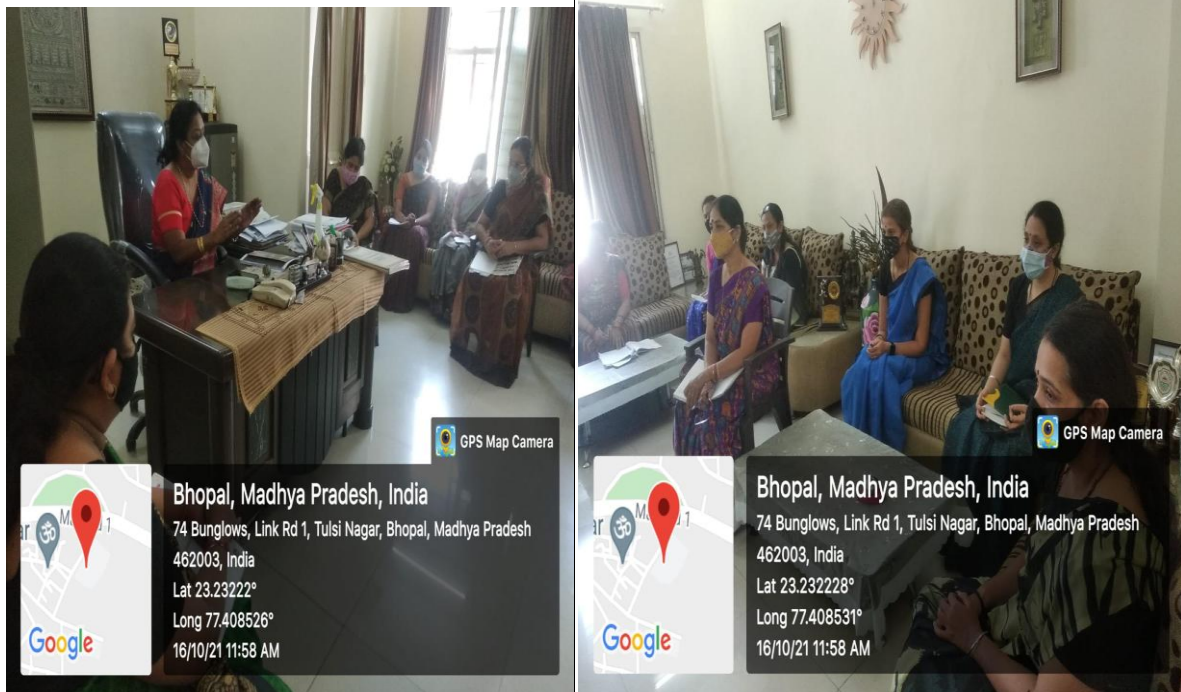 GPS Map Camera
Bhopal, Madhya Pradesh, India
74 Bunglows, Link Rd 1, Tulsi Nagar, Bhopal, Madhya Pradesh
462003, India
Lat 23.23222°
Long 77.408526°
16/10/21 11:58 AM
Google
GPS Map Camera
Bhopal, Madhya Pradesh, India
74 Bunglows, Link Rd 1, Tulsi Nagar, Bhopal, Madhya Pradesh
462003, India
Lat 23.232228°
Long 77.408531°
16/10/21 11:58 AM
Google